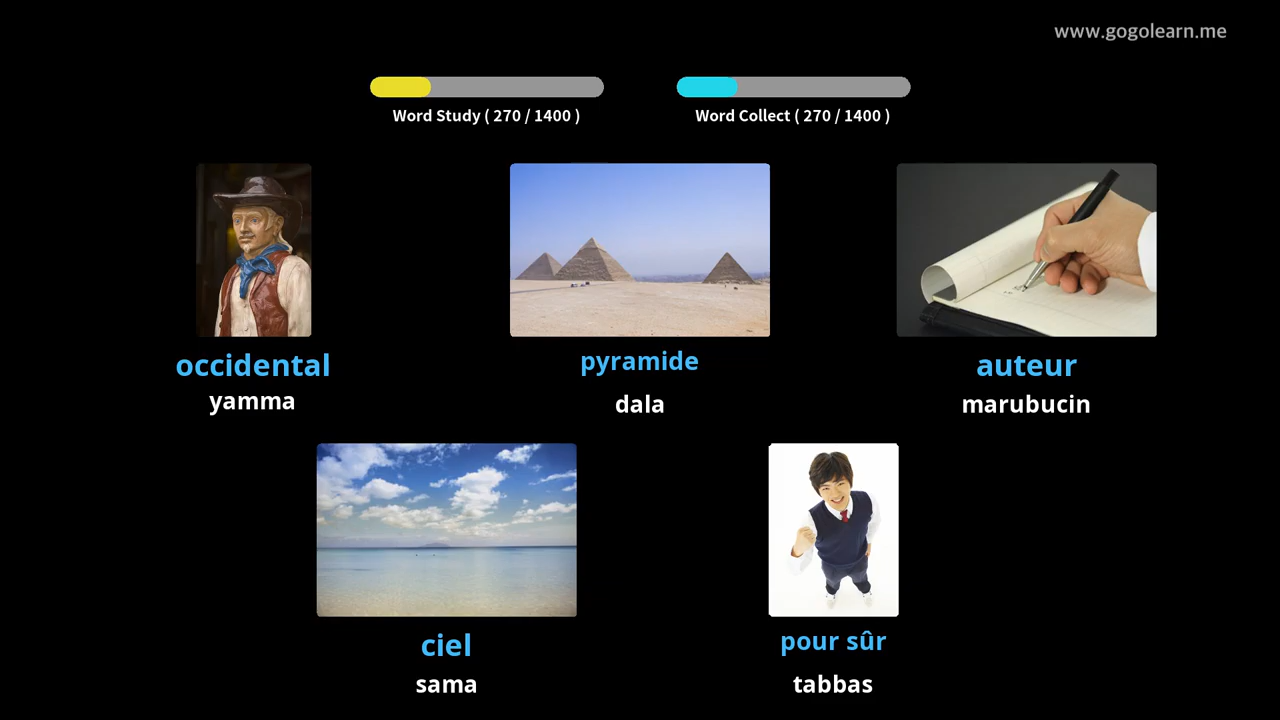 www.gogolearn.me
Word Study ( 270 / 1400 )
Word Collect ( 270 / 1400 )
occidental
yamma
pyramide
dala
auteur
marubucin
ciel
sama
pour sûr
tabbas